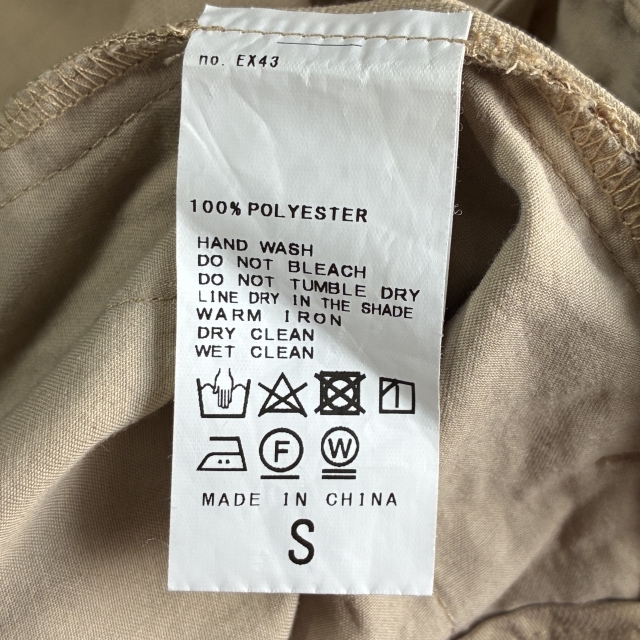 no. EX43
100% POLYESTER
HAND WASH
DO NOT BLEACH
DO NOT TUMBLE DRY
LINE DRY IN THE SHADE
WARM IRON
DRY CLEAN
WET CLEAN
F W
MADE IN CHINA
S